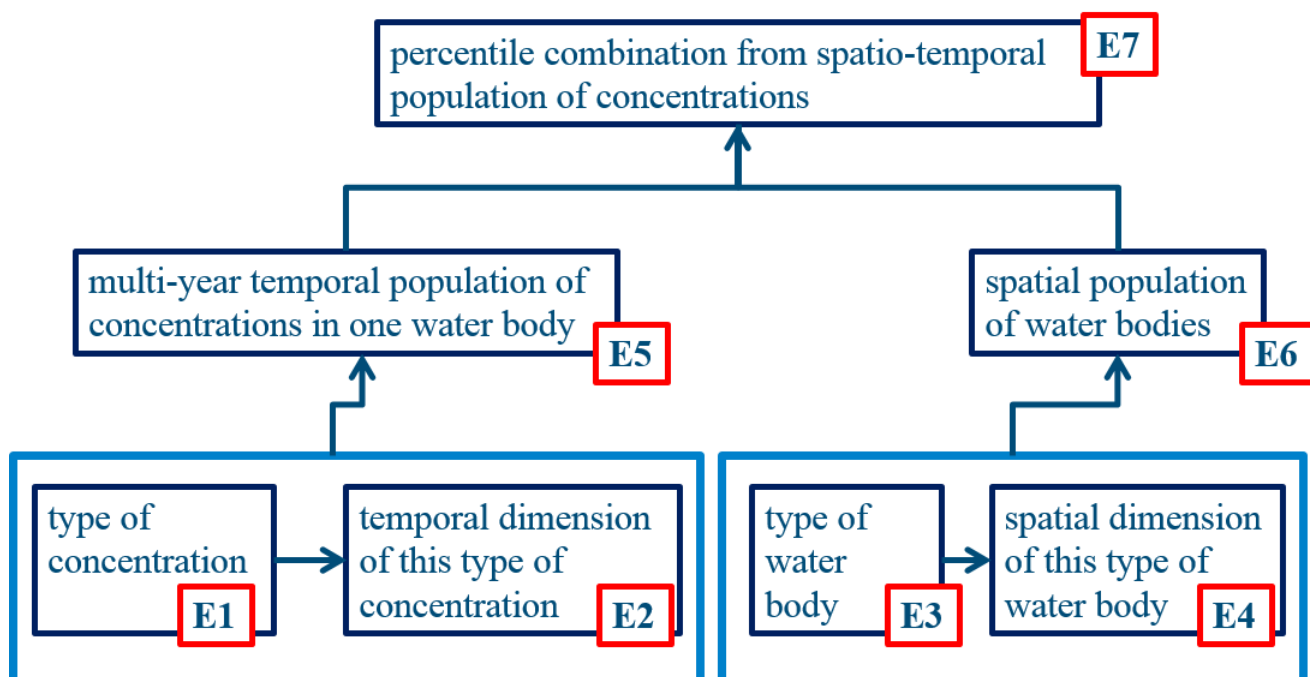 percentile combination from spatio-temporal
population of concentrations
E7
multi-year temporal population of
concentrations in one water body
E5
spatial population
of water bodies
E6
type of
concentration
E1
temporal dimension
of this type of
concentration
E2
type of
water
body
E3
spatial dimension
of this type of
water body
E4